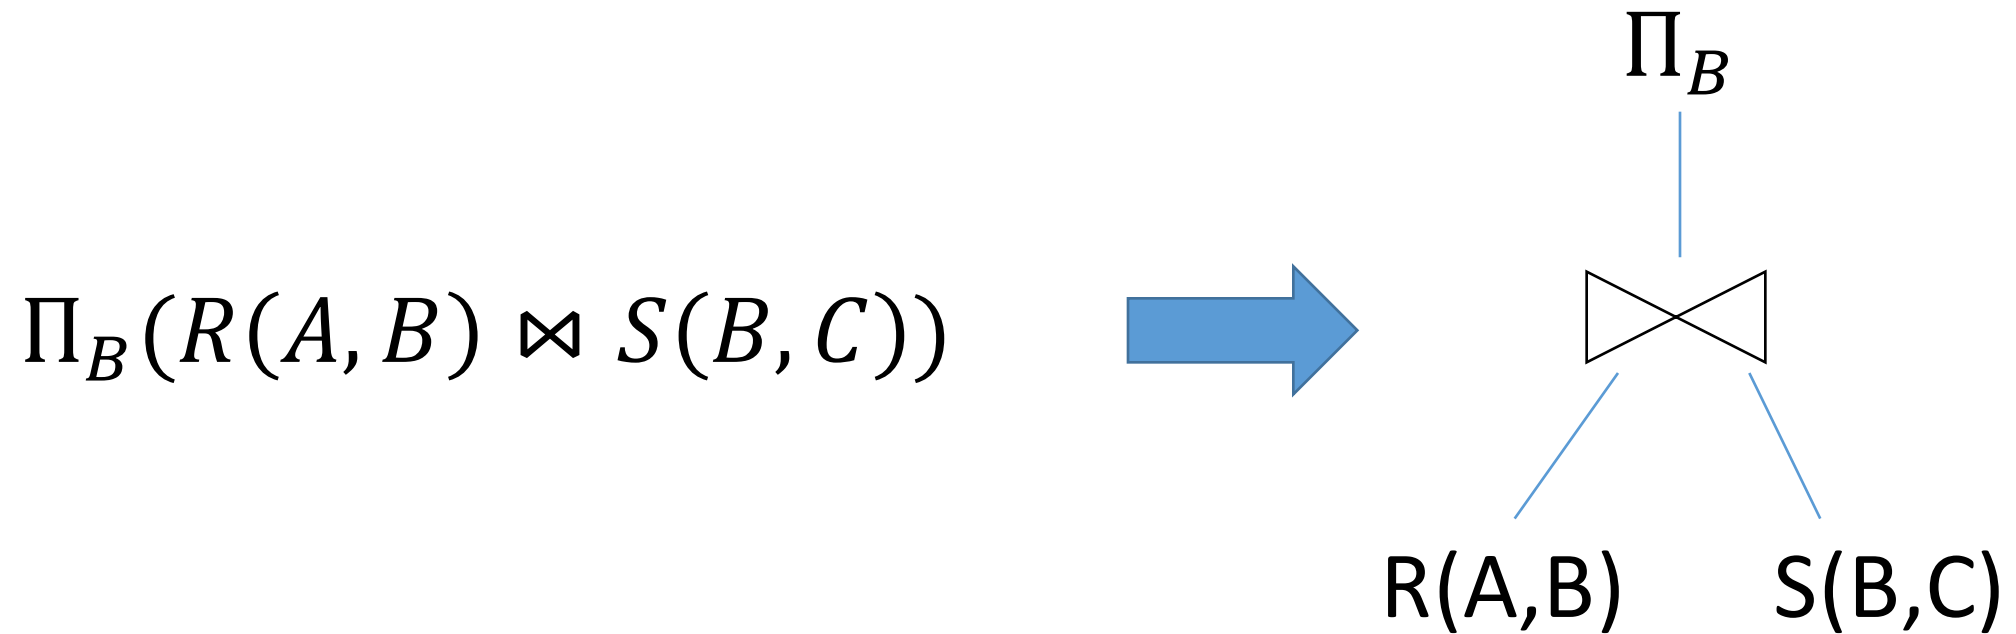 Π_B(R(A, B) ⋈ S(B, C))
Π_B
⋈
R(A,B) S(B,C)